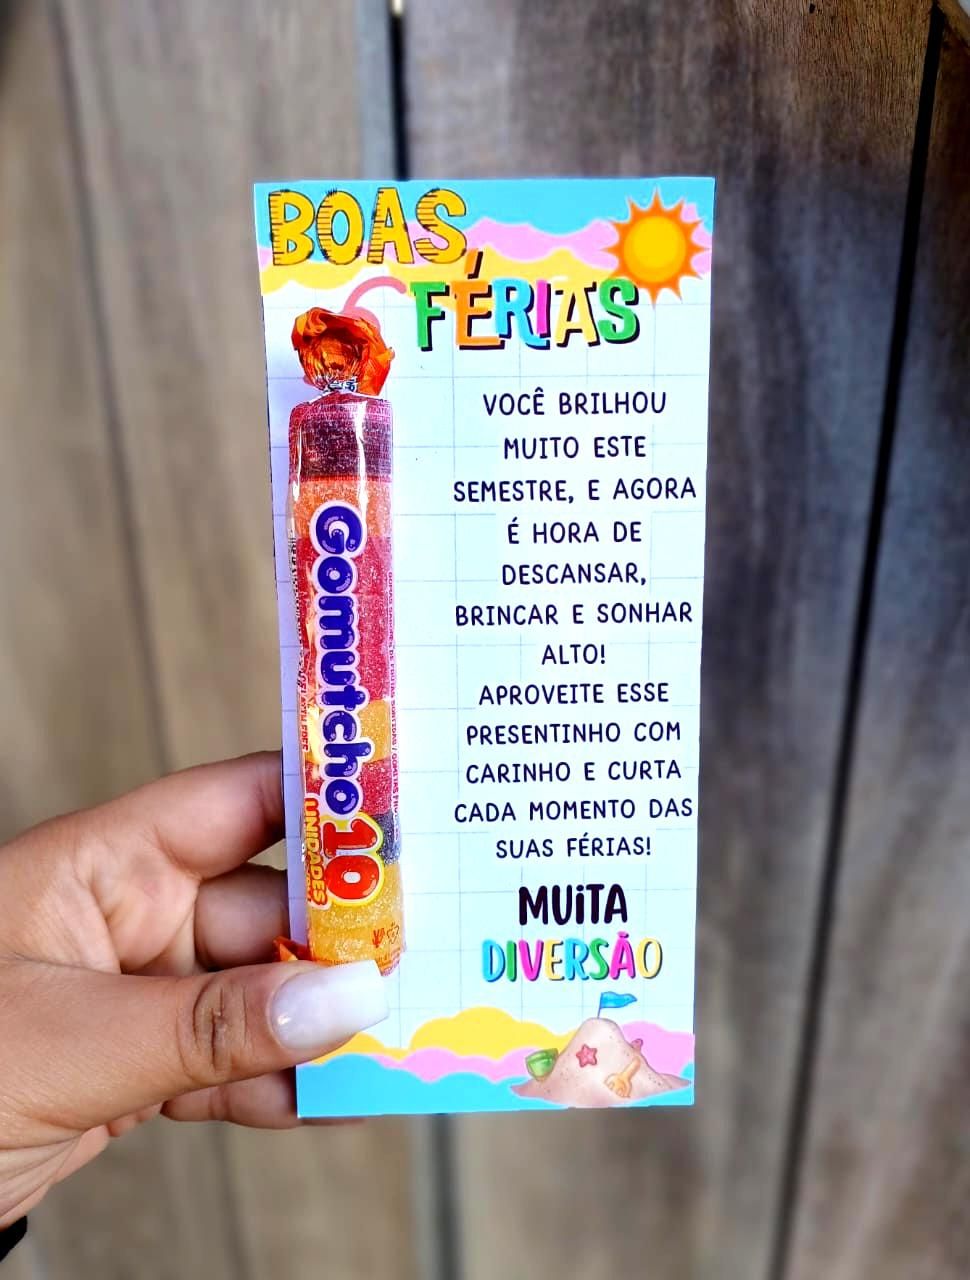 BOAS
FÉRIAS
VOCÊ BRILHOU
MUITO ESTE
SEMESTRE, E AGORA
É HORA DE
DESCANSAR,
BRINCAR E SONHAR
ALTO!
APROVEITE ESSE
PRESENTINHO COM
CARINHO E CURTA
CADA MOMENTO DAS
SUAS FÉRIAS!
MUiTA
DIVERSÃO
Gomutcho
10
UNIDADES